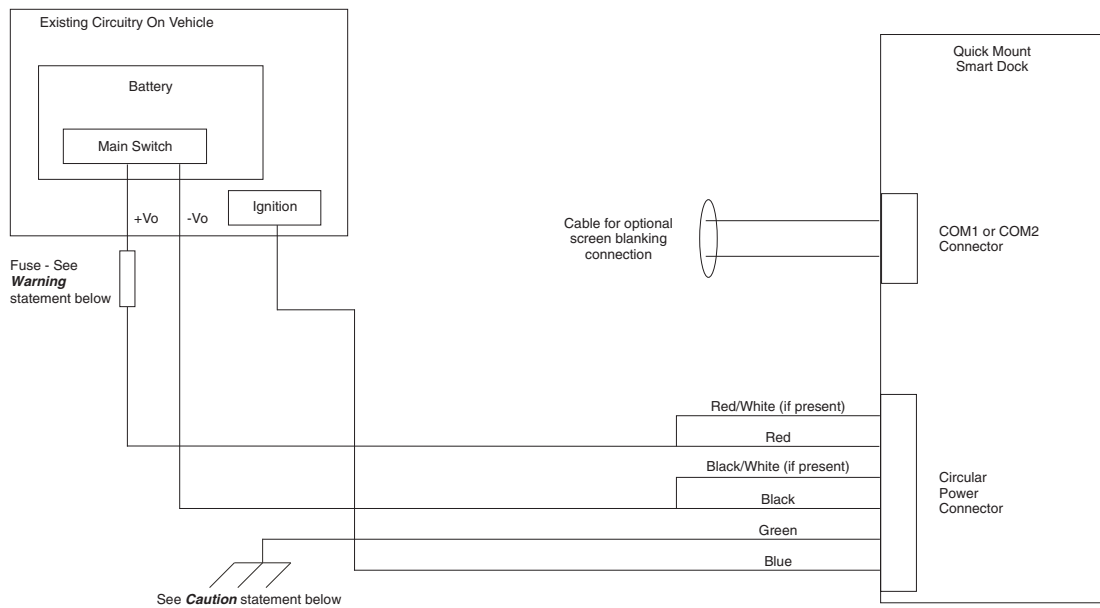 Existing Circuitry On Vehicle
Battery
Main Switch
+Vo
-Vo
Ignition
Fuse - See
Warning
statement below
Quick Mount
Smart Dock
Cable for optional
screen blanking
connection
COM1 or COM2
Connector
Red/White (if present)
Red
Black/White (if present)
Black
Green
Blue
Circular
Power
Connector
See Caution statement below